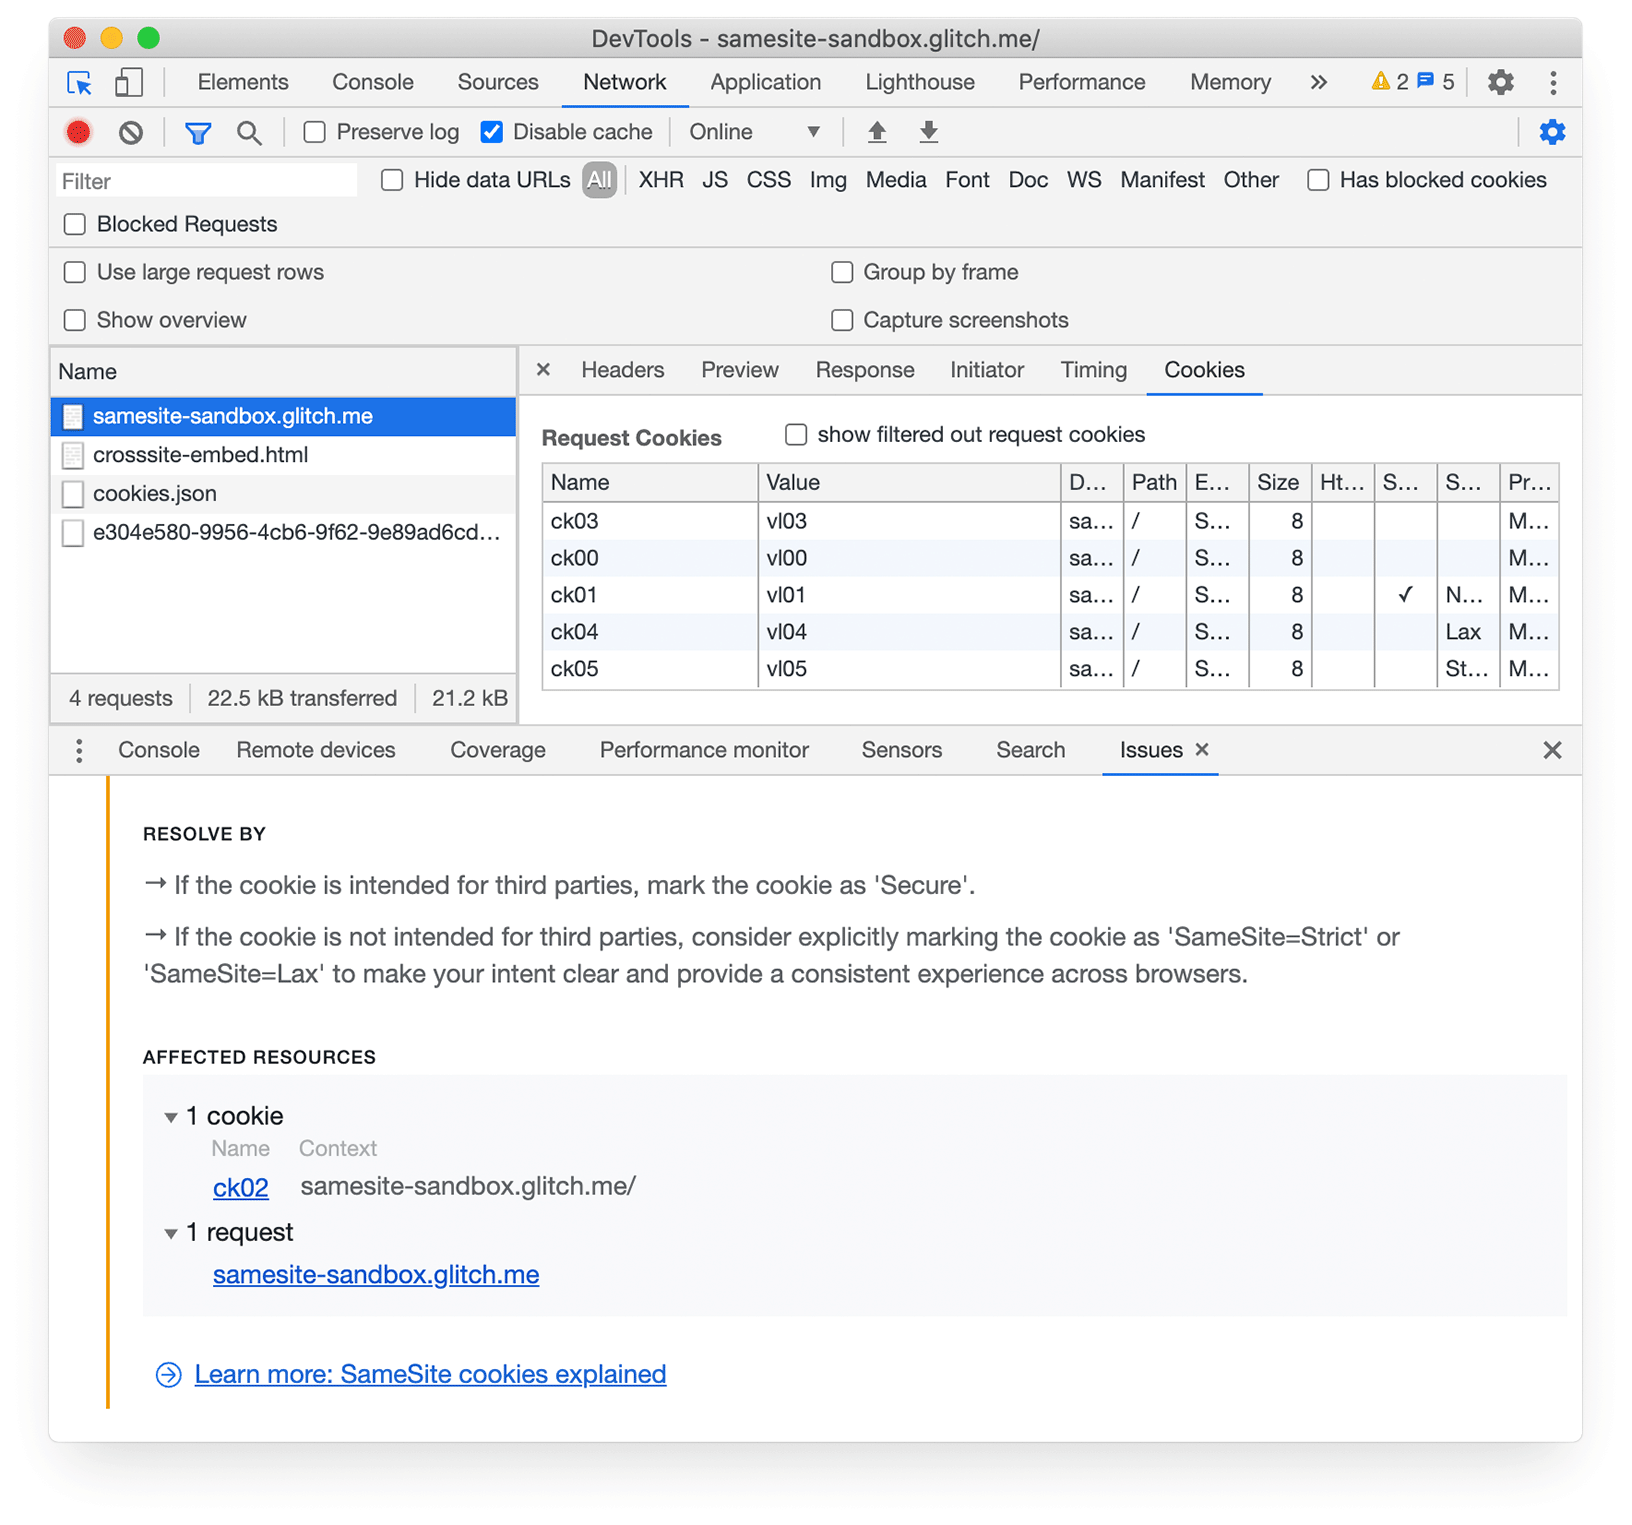 DevTools - samesite-sandbox.glitch.me/
Elements Console Sources Network Application Lighthouse Performance Memory » 2 5
Preserve log Disable cache Online
Filter Hide data URLs All XHR JS CSS Img Media Font Doc WS Manifest Other Has blocked cookies
Blocked Requests
Use large request rows Group by frame
Show overview Capture screenshots
Name
samesite-sandbox.glitch.me
crosssite-embed.html
cookies.json
e304e580-9956-4cb6-9f62-9e89ad6cd…
4 requests 22.5 kB transferred 21.2 kB
× Headers Preview Response Initiator Timing Cookies
Request Cookies show filtered out request cookies
Name Value D… Path E… Size Ht… S… S… Pr…
ck03 vl03 sa… / S… 8 M…
ck00 vl00 sa… / S… 8 M…
ck01 vl01 sa… / S… 8 ✓ N… M…
ck04 vl04 sa… / S… 8 Lax M…
ck05 vl05 sa… / S… 8 St… M…
Console Remote devices Coverage Performance monitor Sensors Search Issues ×
RESOLVE BY
→ If the cookie is intended for third parties, mark the cookie as 'Secure'.
→ If the cookie is not intended for third parties, consider explicitly marking the cookie as 'SameSite=Strict' or
'SameSite=Lax' to make your intent clear and provide a consistent experience across browsers.
AFFECTED RESOURCES
1 cookie
Name Context
ck02 samesite-sandbox.glitch.me/
1 request
samesite-sandbox.glitch.me
Learn more: SameSite cookies explained